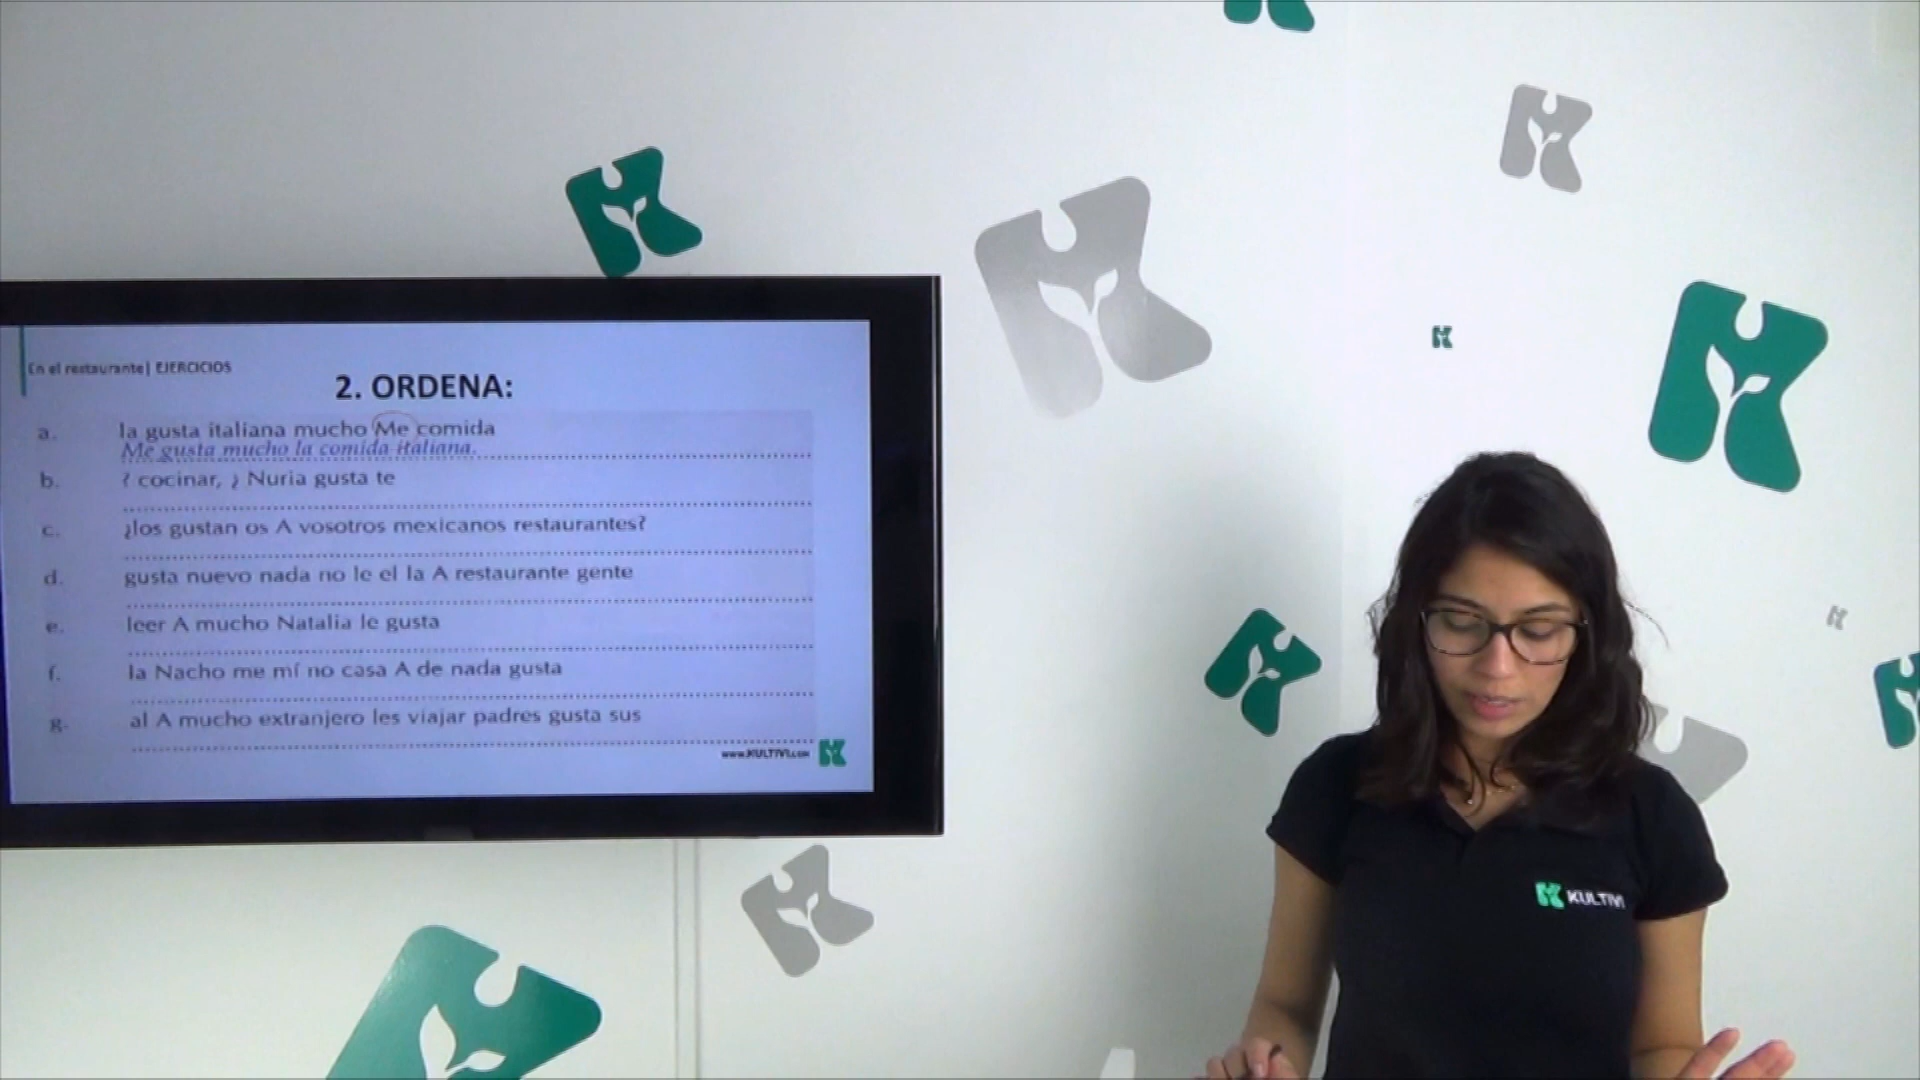 En el restaurante| EJERCICIOS
2. ORDENA:
a. la gusta italiana mucho Me comida
Me gusta mucho la comida italiana.
b. ? cocinar, ¿ Nuria gusta te
c. ¿los gustan os A vosotros mexicanos restaurantes?
d. gusta nuevo nada no le el la A restaurante gente
e. leer A mucho Natalia le gusta
f. la Nacho me mí no casa A de nada gusta
g. al A mucho extranjero les viajar padres gusta sus
www.KULTIVI.COM
KULTIVI